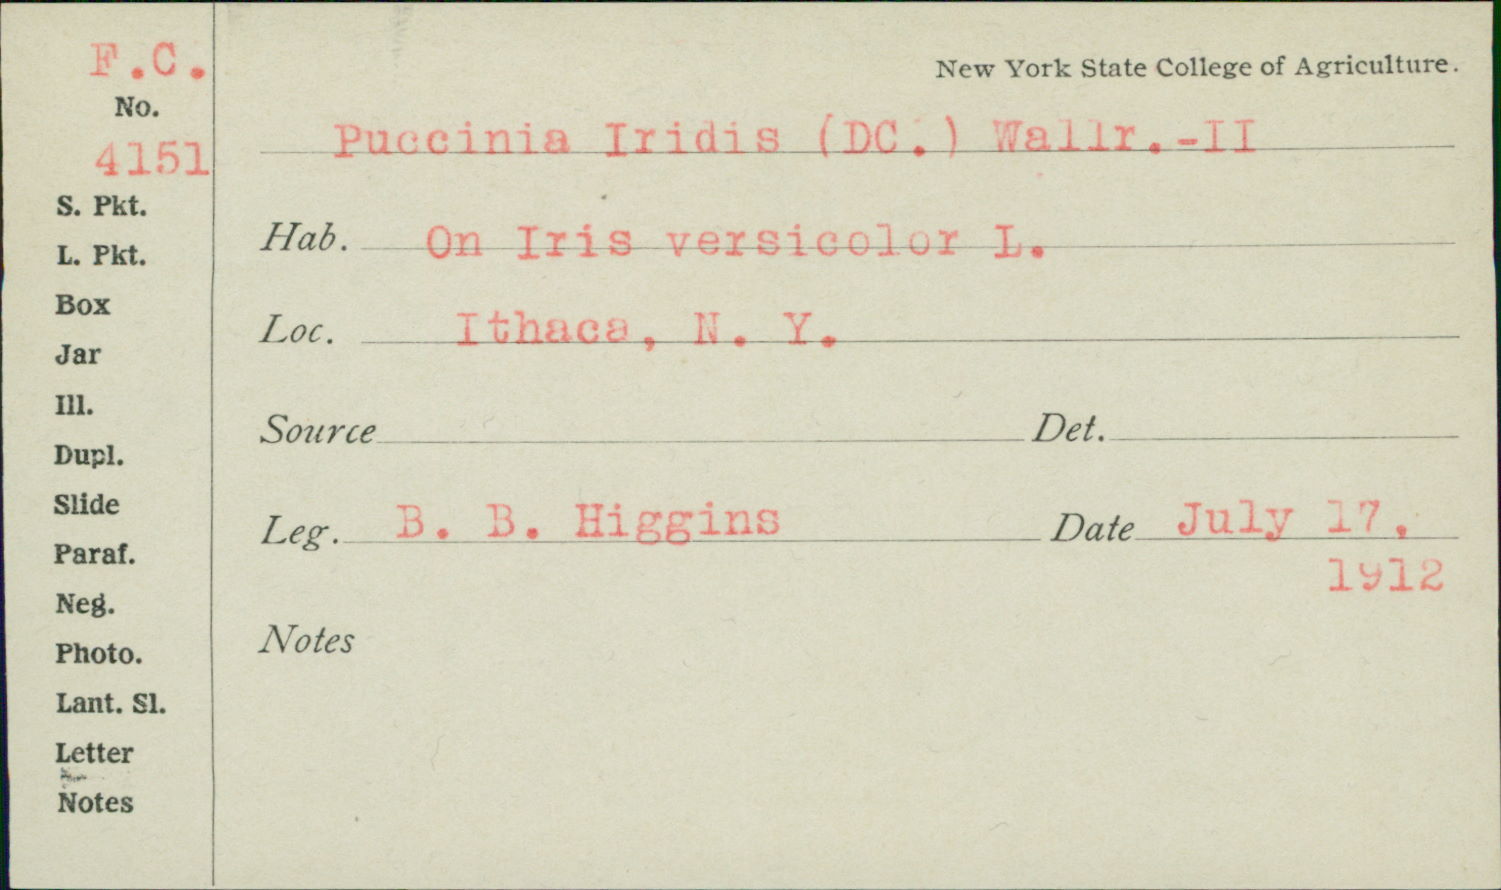 F.C.
No.
4151
S. Pkt.
L. Pkt.
Box
Jar
Ill.
Dupl.
Slide
Paraf.
Neg.
Photo.
Lant. Sl.
Letter
Notes
New York State College of Agriculture.
Puccinia Iridis (DC.) Wallr.-II
Hab. On Iris versicolor L.
Loc. Ithaca, N. Y.
Source Det.
Leg. B. B. Higgins Date July 17,
1912
Notes